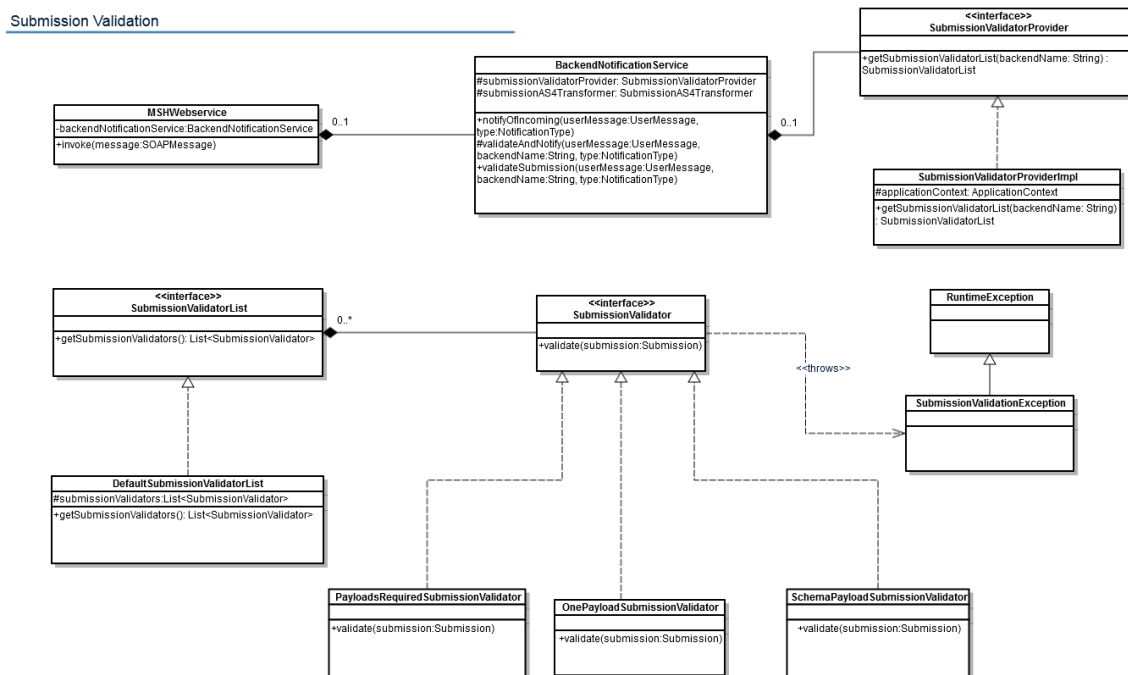 Submission Validation
<<interface>>
SubmissionValidatorProvider
+getSubmissionValidatorList(backendName: String) :
SubmissionValidatorList
BackendNotificationService
#submissionValidatorProvider: SubmissionValidatorProvider
#submissionAS4Transformer: SubmissionAS4Transformer
+notifyOfIncoming(userMessage:UserMessage,
type:NotificationType)
#validateAndNotify(userMessage:UserMessage,
backendName:String, type:NotificationType)
+validateSubmission(userMessage:UserMessage,
backendName:String, type:NotificationType)
0..1
MSHWebservice
-backendNotificationService:BackendNotificationService
+invoke(message:SOAPMessage)
0..1
SubmissionValidatorProviderImpl
#applicationContext: ApplicationContext
+getSubmissionValidatorList(backendName: String)
: SubmissionValidatorList
<<interface>>
SubmissionValidatorList
+getSubmissionValidators(): List<SubmissionValidator>
0..*
<<interface>>
SubmissionValidator
+validate(submission:Submission)
RuntimeException
<<throws>>
SubmissionValidationException
DefaultSubmissionValidatorList
#submissionValidators:List<SubmissionValidator>
+getSubmissionValidators(): List<SubmissionValidator>
PayloadsRequiredSubmissionValidator
+validate(submission:Submission)
OnePayloadSubmissionValidator
+validate(submission:Submission)
SchemaPayloadSubmissionValidator
+validate(submission:Submission)